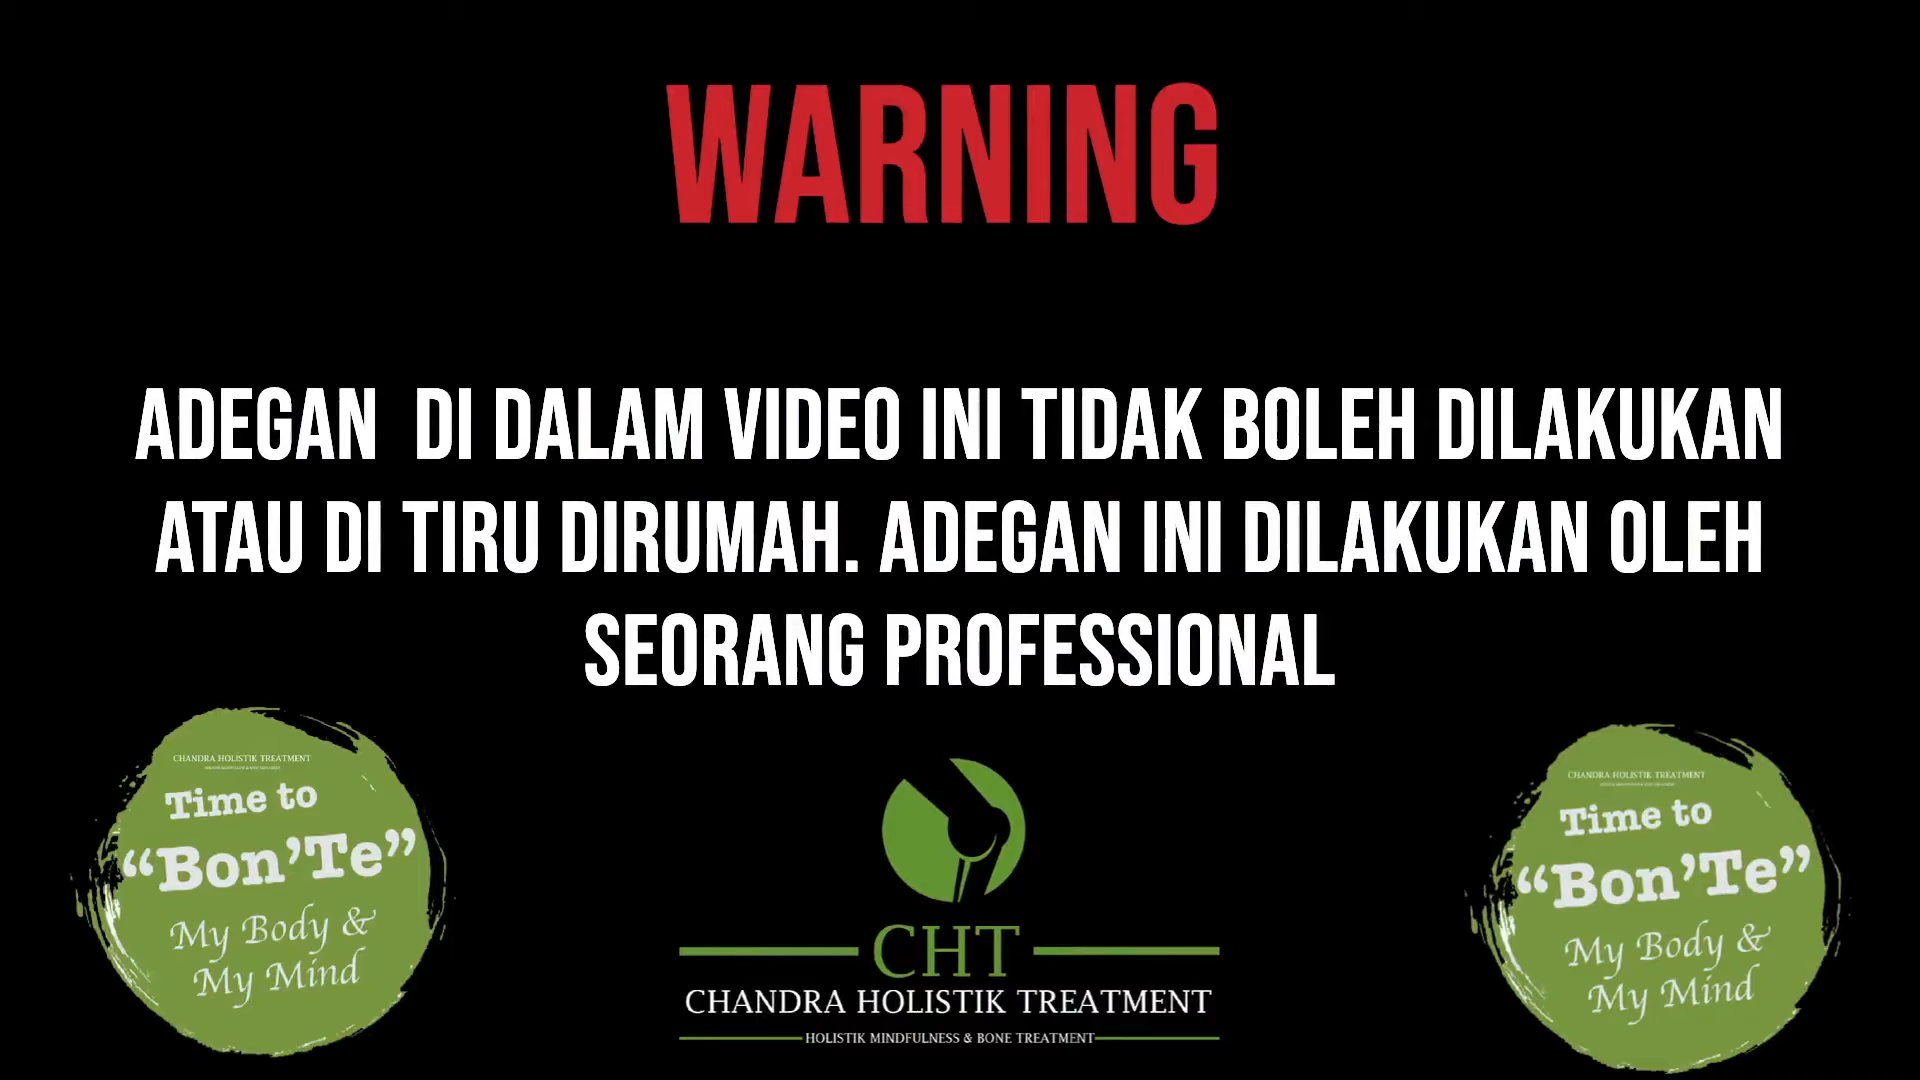 WARNING
ADEGAN DI DALAM VIDEO INI TIDAK BOLEH DILAKUKAN
ATAU DI TIRU DIRUMAH. ADEGAN INI DILAKUKAN OLEH
SEORANG PROFESSIONAL
CHANDRA HOLISTIK TREATMENT
Time to
“Bon’Te”
My Body &
My Mind
CHT
CHANDRA HOLISTIK TREATMENT
HOLISTIK MINDFULNESS & BONE TREATMENT
CHANDRA HOLISTIK TREATMENT
Time to
“Bon’Te”
My Body &
My Mind